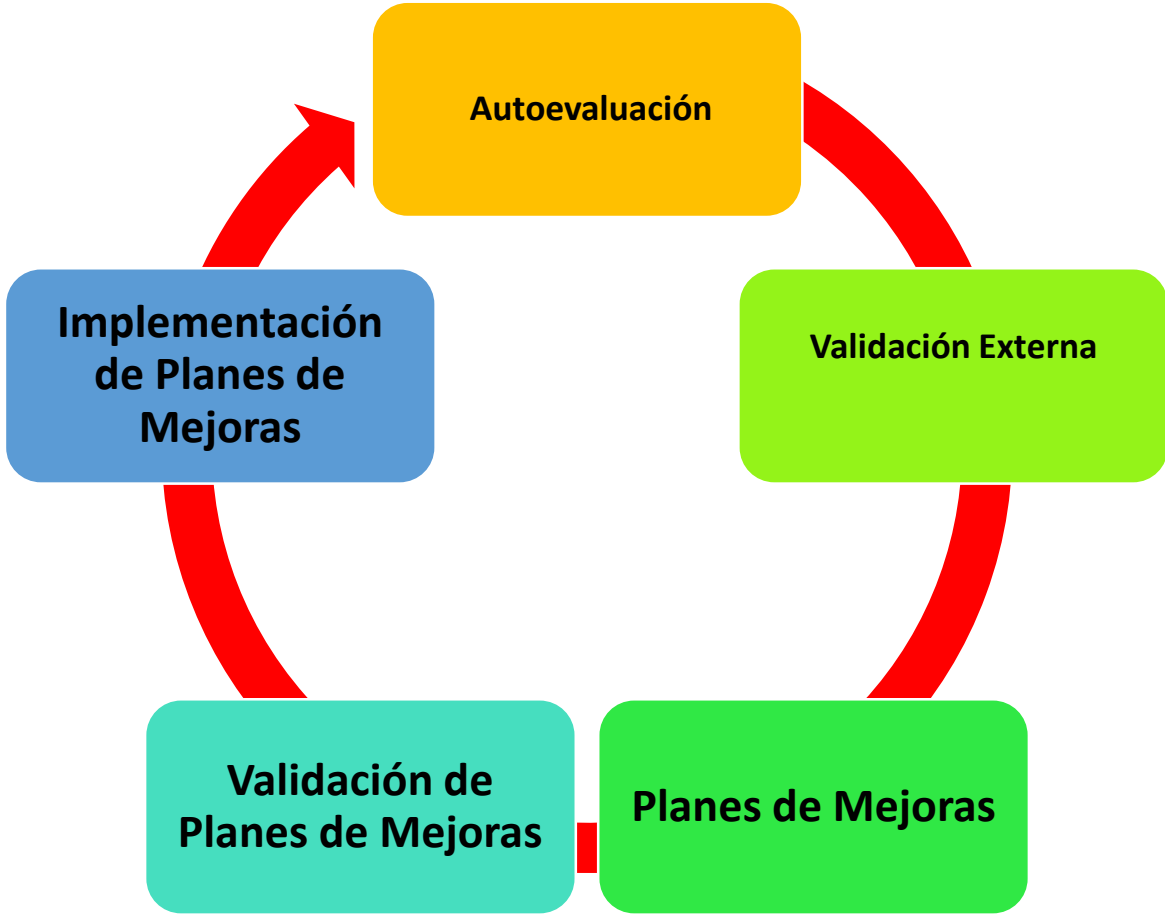 Autoevaluación
Validación Externa
Planes de Mejoras
Validación de
Planes de Mejoras
Implementación
de Planes de
Mejoras